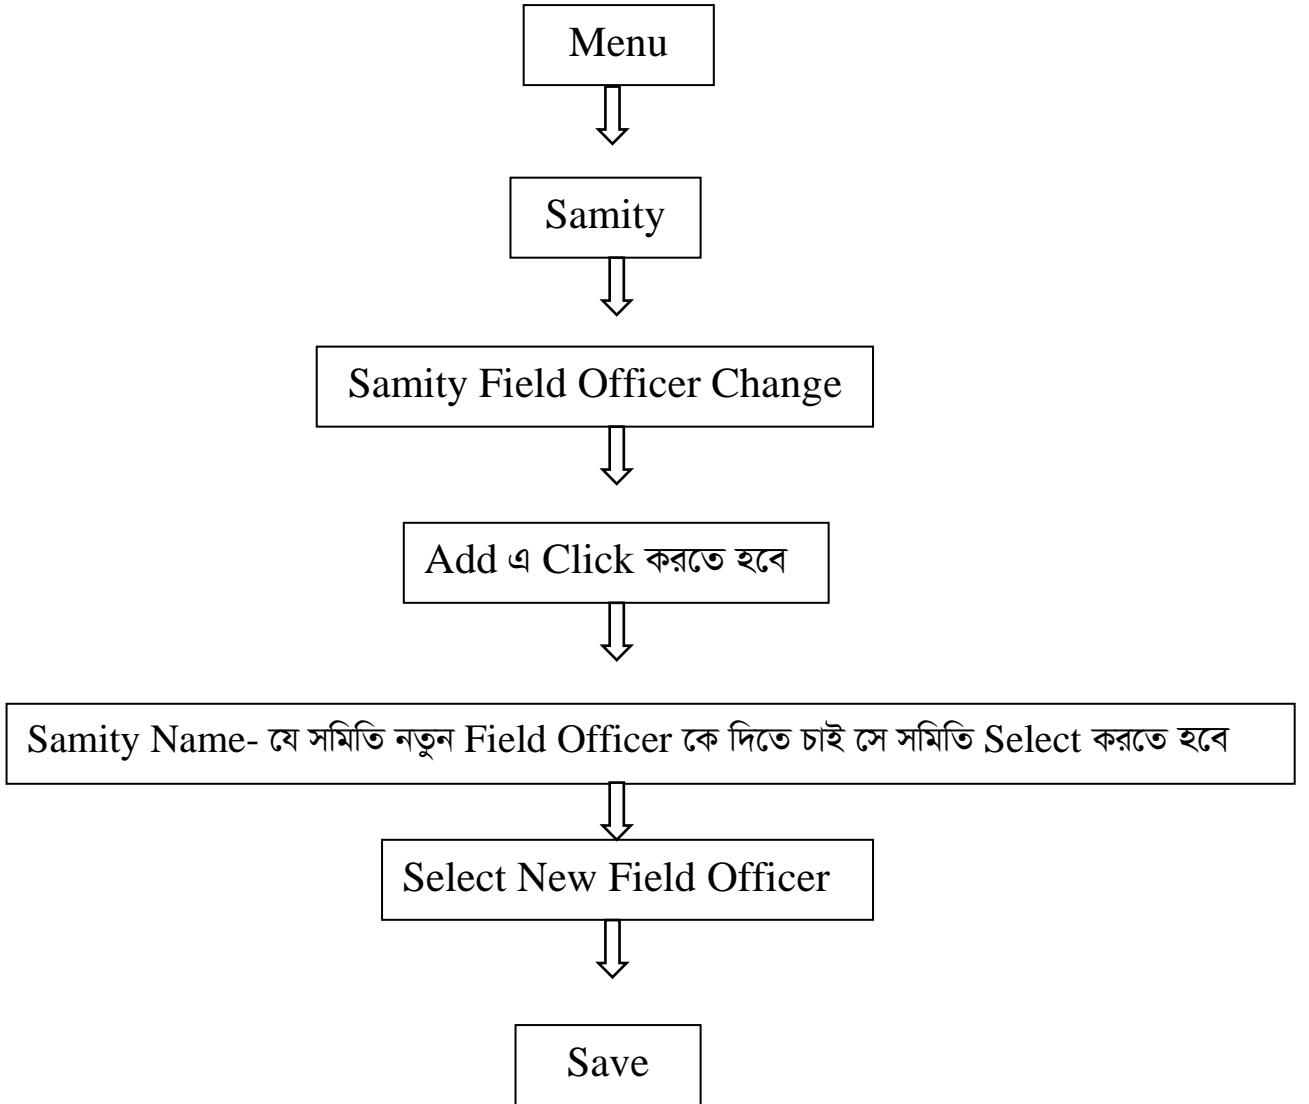 Menu
Samity
Samity Field Officer Change
Add এ Click করতে হবে
Samity Name- যে সমিতি নতুন Field Officer কে দিতে চাই সে সমিতি Select করতে হবে
Select New Field Officer
Save